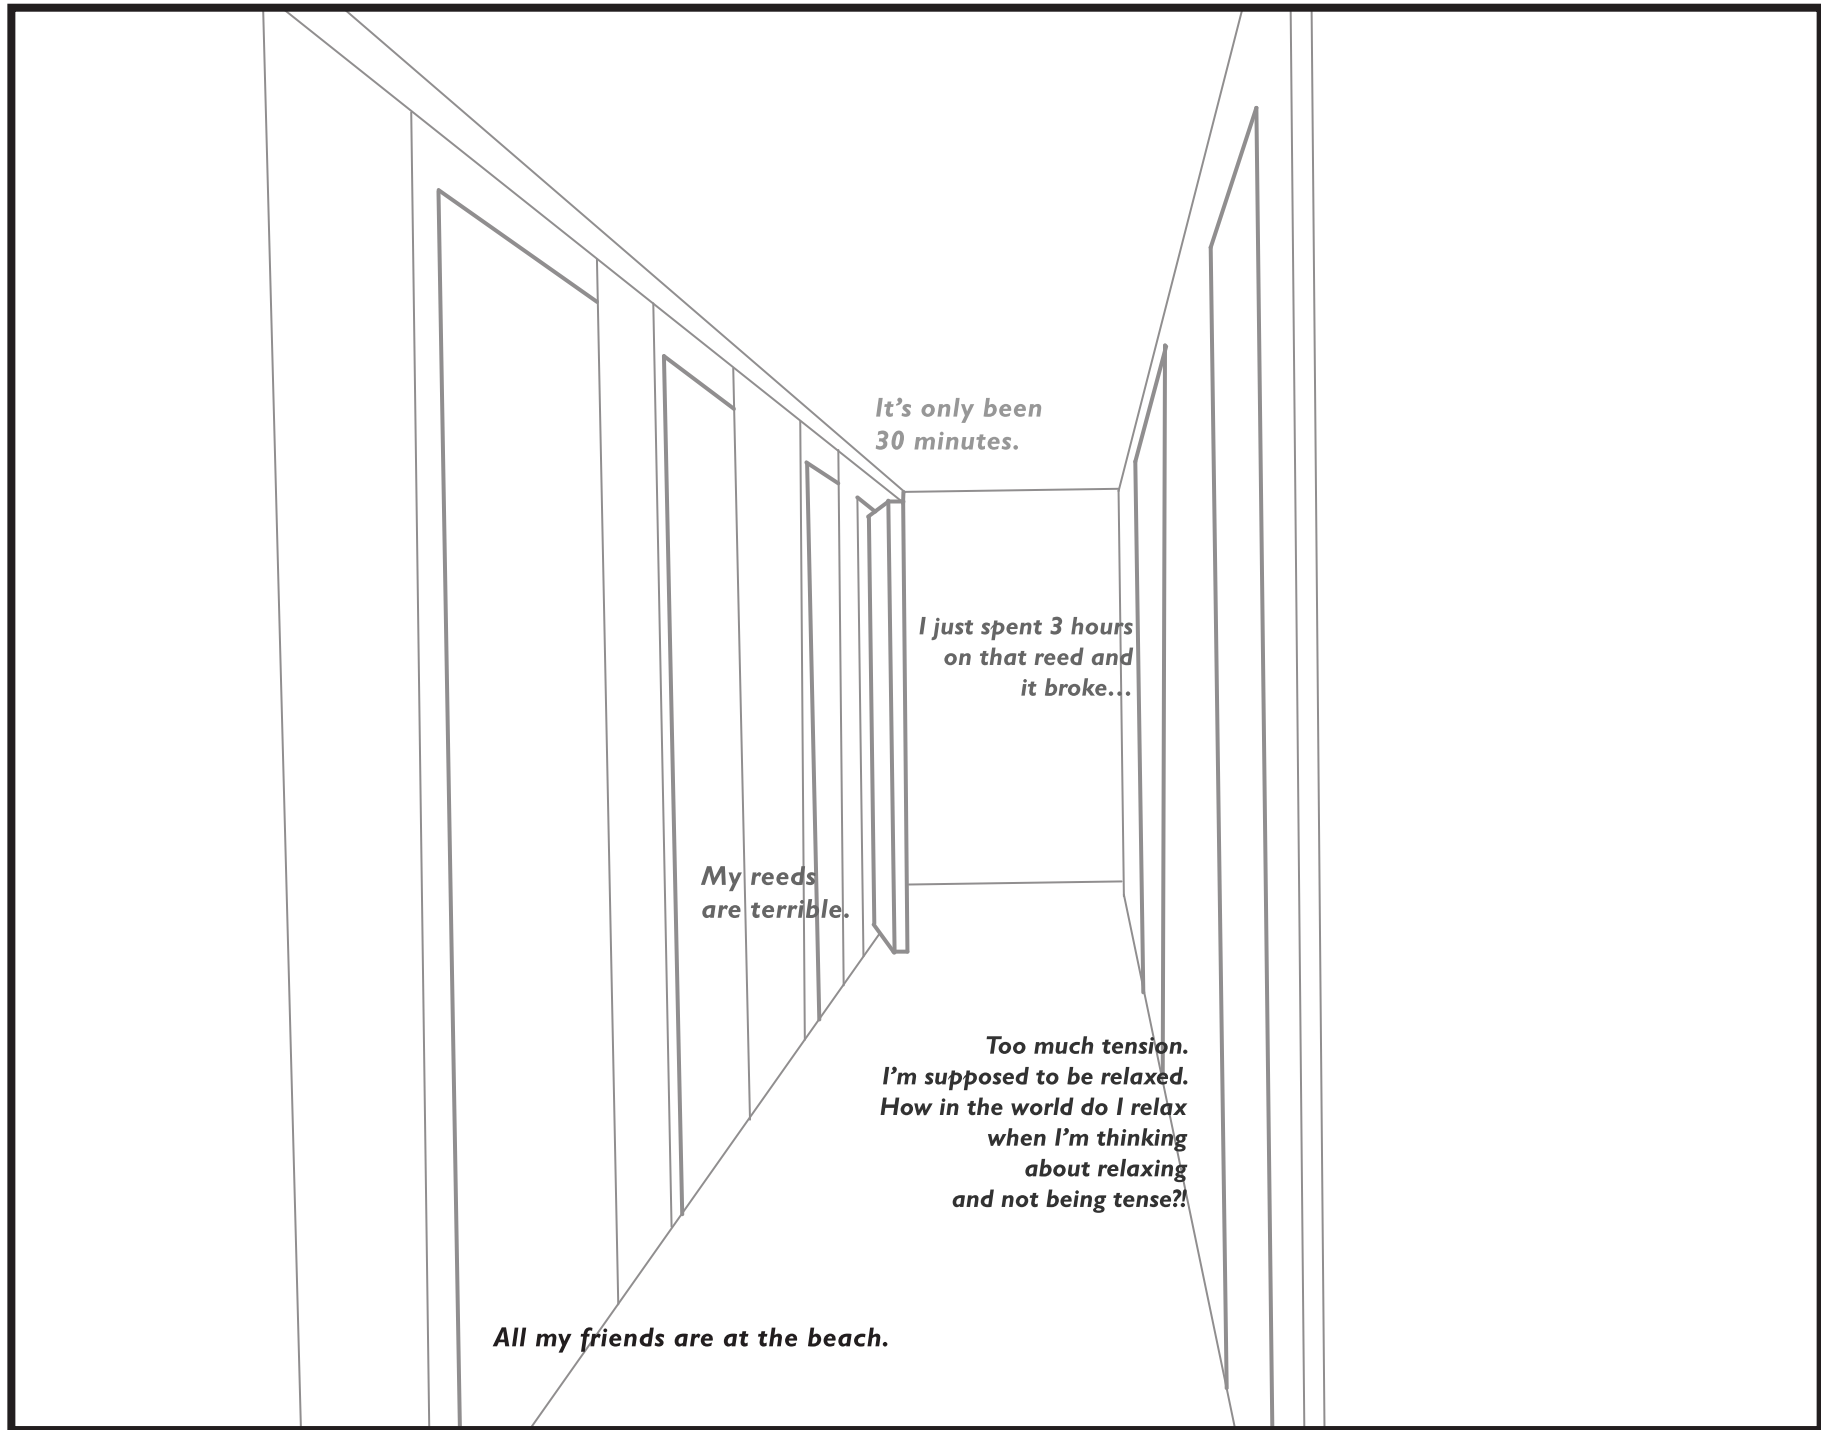 It’s only been
30 minutes.
I just spent 3 hours
on that reed and
it broke…
My reeds
are terrible.
Too much tension.
I’m supposed to be relaxed.
How in the world do I relax
when I’m thinking
about relaxing
and not being tense?!
All my friends are at the beach.